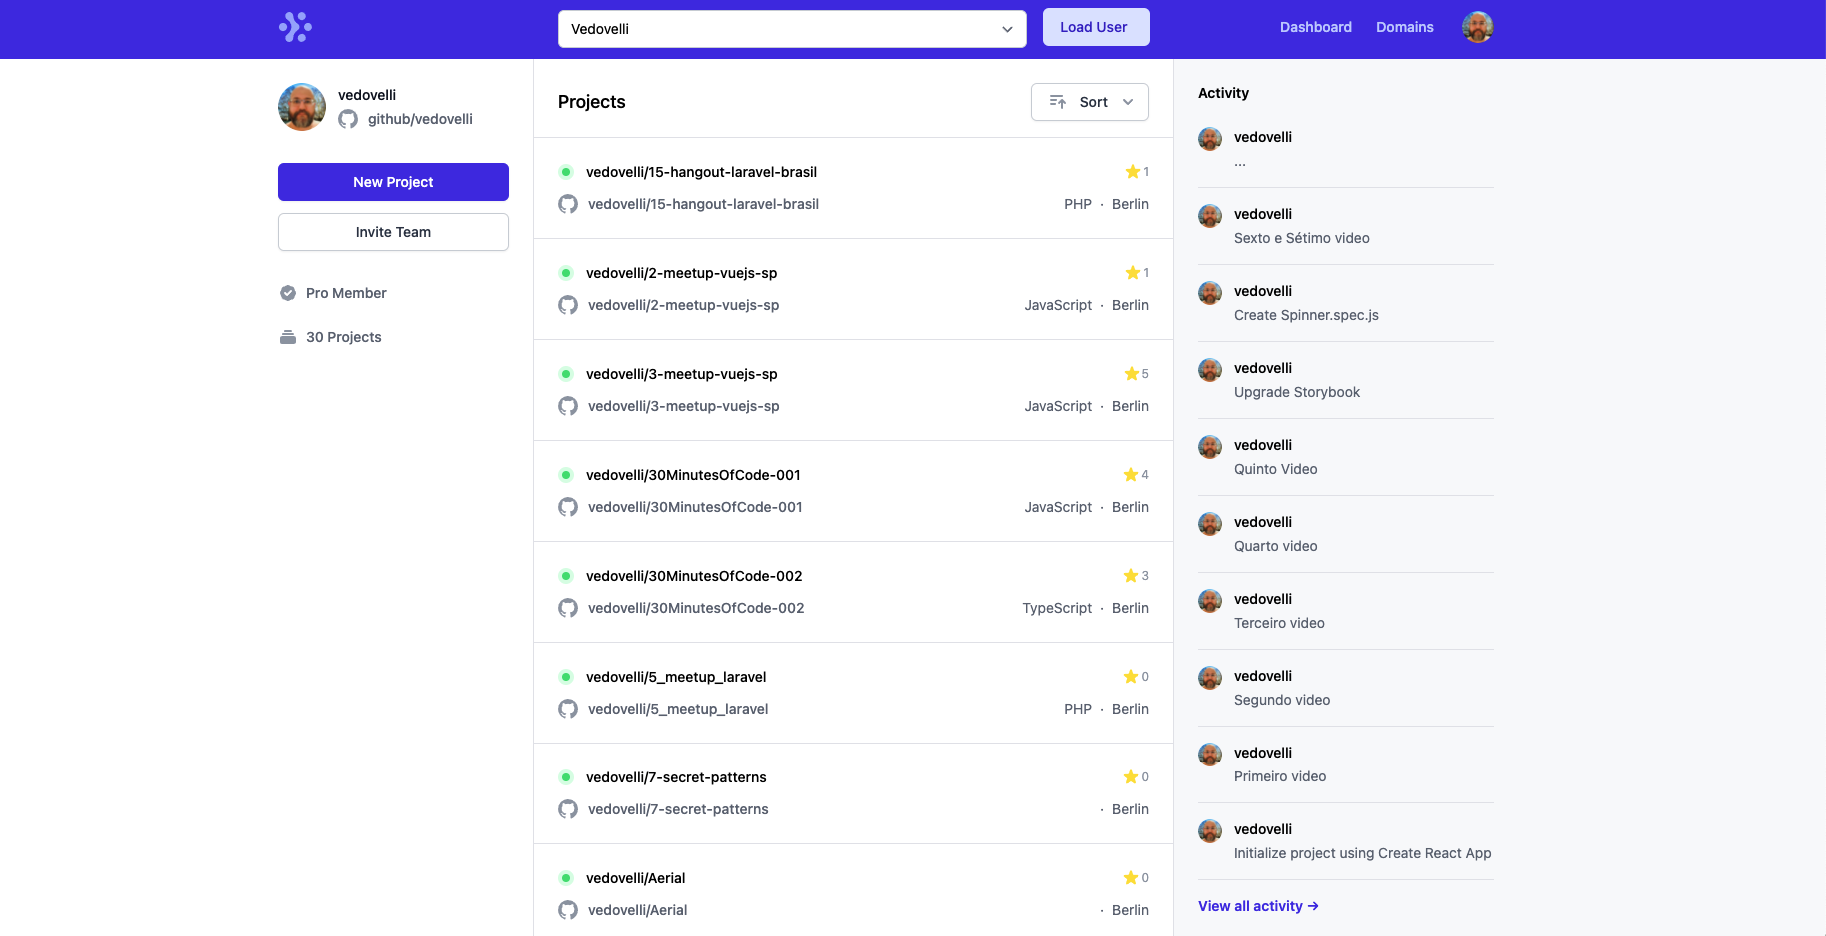 Vedovelli
Load User
Dashboard
Domains
vedovelli
github/vedovelli
New Project
Invite Team
Pro Member
30 Projects
Projects
Sort
vedovelli/15-hangout-laravel-brasil
1
vedovelli/15-hangout-laravel-brasil
PHP · Berlin
vedovelli/2-meetup-vuejs-sp
1
vedovelli/2-meetup-vuejs-sp
JavaScript · Berlin
vedovelli/3-meetup-vuejs-sp
5
vedovelli/3-meetup-vuejs-sp
JavaScript · Berlin
vedovelli/30MinutesOfCode-001
4
vedovelli/30MinutesOfCode-001
JavaScript · Berlin
vedovelli/30MinutesOfCode-002
3
vedovelli/30MinutesOfCode-002
TypeScript · Berlin
vedovelli/5_meetup_laravel
0
vedovelli/5_meetup_laravel
PHP · Berlin
vedovelli/7-secret-patterns
0
vedovelli/7-secret-patterns
· Berlin
vedovelli/Aerial
0
vedovelli/Aerial
· Berlin
Activity
vedovelli
...
vedovelli
Sexto e Sétimo video
vedovelli
Create Spinner.spec.js
vedovelli
Upgrade Storybook
vedovelli
Quinto Video
vedovelli
Quarto video
vedovelli
Terceiro video
vedovelli
Segundo video
vedovelli
Primeiro video
vedovelli
Initialize project using Create React App
View all activity →